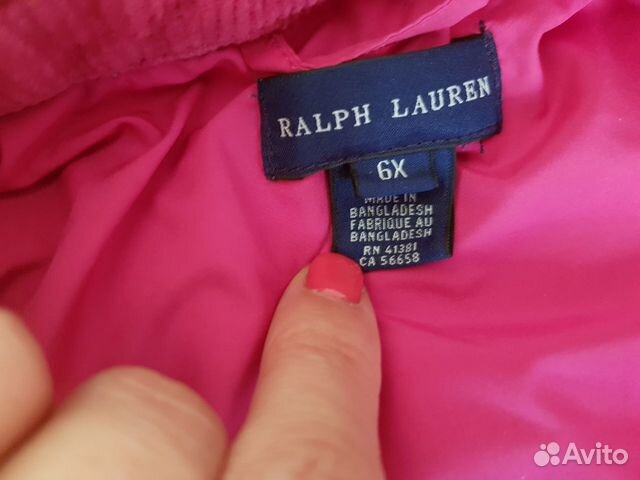 RALPH LAUREN
6X
MADE IN
BANGLADESH
FABRIQUE AU
BANGLADESH
RN 41381
CA 56658
Avito